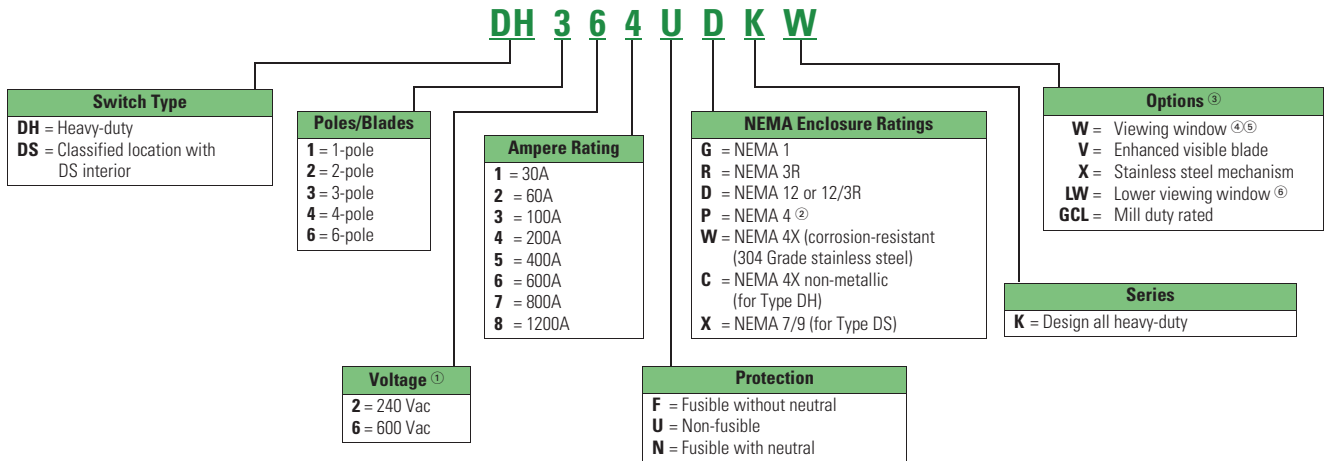 DH 3 6 4 U D K W
Switch Type
DH = Heavy-duty
DS = Classified location with
DS interior
Poles/Blades
1 = 1-pole
2 = 2-pole
3 = 3-pole
4 = 4-pole
6 = 6-pole
Voltage ①
2 = 240 Vac
6 = 600 Vac
Ampere Rating
1 = 30A
2 = 60A
3 = 100A
4 = 200A
5 = 400A
6 = 600A
7 = 800A
8 = 1200A
Protection
F = Fusible without neutral
U = Non-fusible
N = Fusible with neutral
NEMA Enclosure Ratings
G = NEMA 1
R = NEMA 3R
D = NEMA 12 or 12/3R
P = NEMA 4 ②
W = NEMA 4X (corrosion-resistant
(304 Grade stainless steel)
C = NEMA 4X non-metallic
(for Type DH)
X = NEMA 7/9 (for Type DS)
Series
K = Design all heavy-duty
Options ③
W = Viewing window ④⑤
V = Enhanced visible blade
X = Stainless steel mechanism
LW = Lower viewing window ⑥
GCL = Mill duty rated